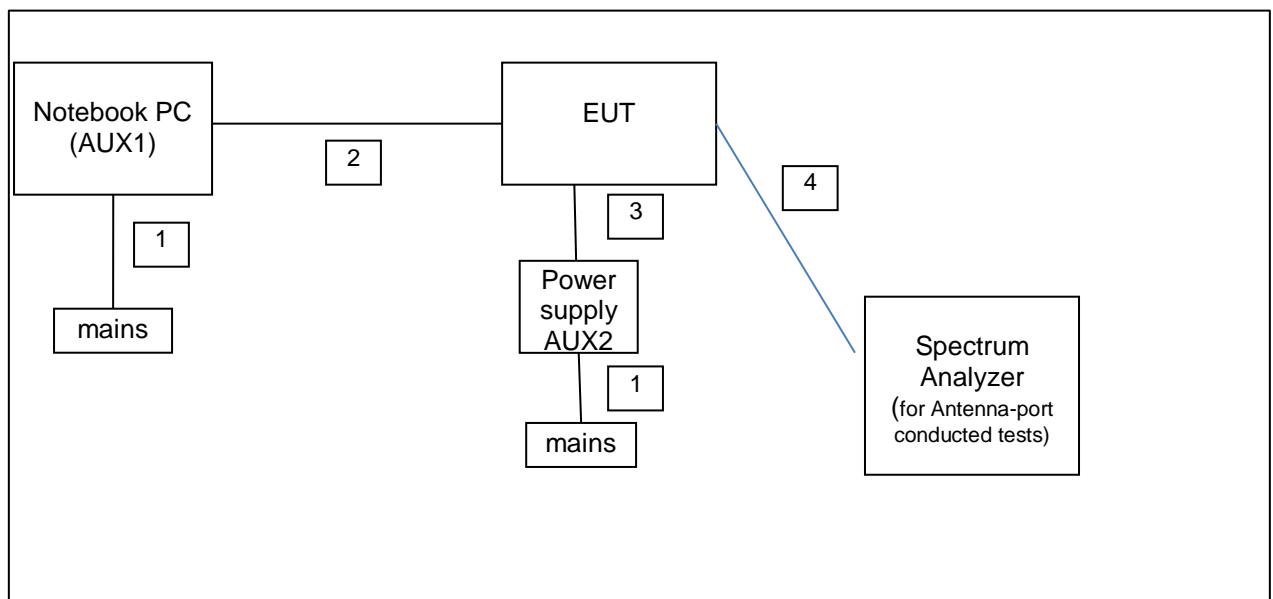 Notebook PC
(AUX1)
EUT
2
4
3
1
Power
supply
AUX2
mains
Spectrum
Analyzer
(for Antenna-port
conducted tests)
1
mains